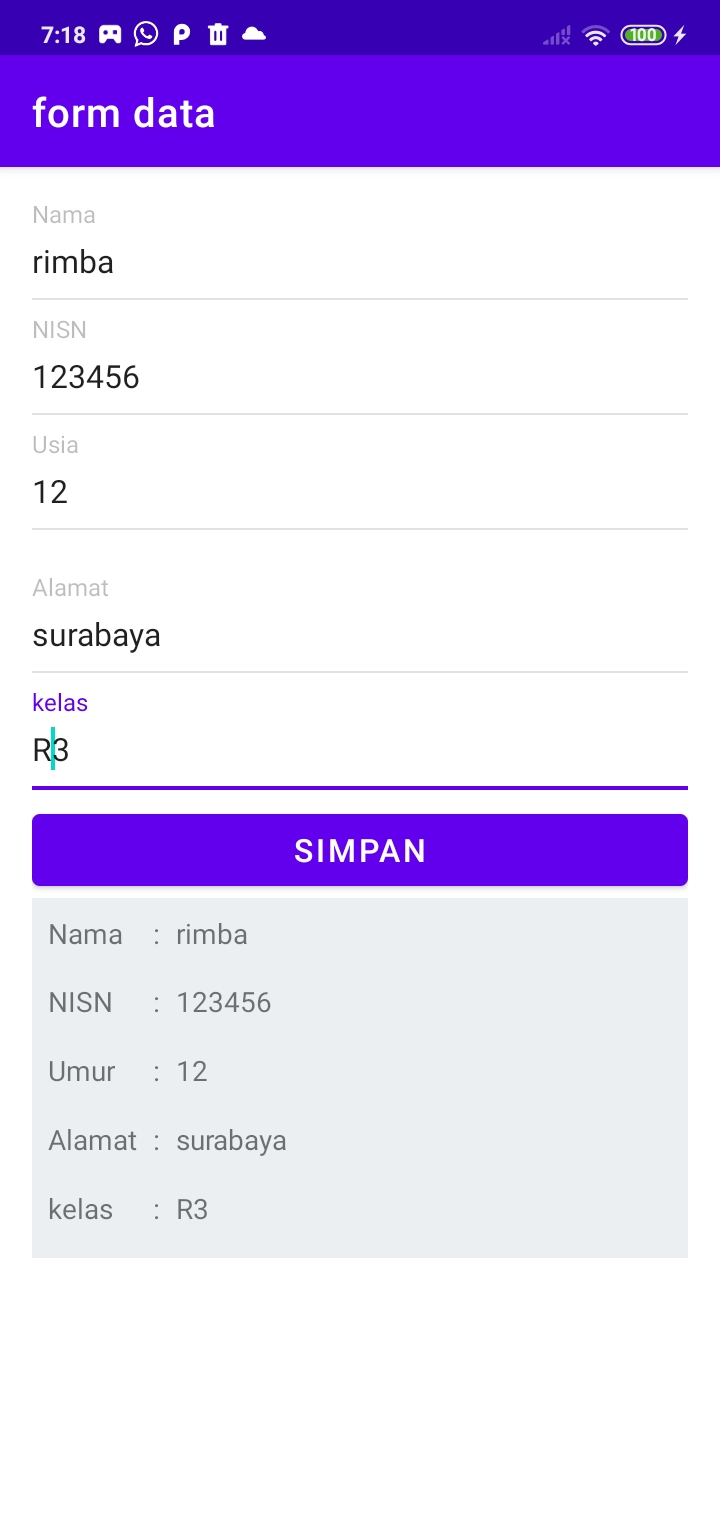 7:18 100
form data
Nama
rimba
NISN
123456
Usia
12
Alamat
surabaya
kelas
R3
SIMPAN
Nama : rimba
NISN : 123456
Umur : 12
Alamat : surabaya
kelas : R3